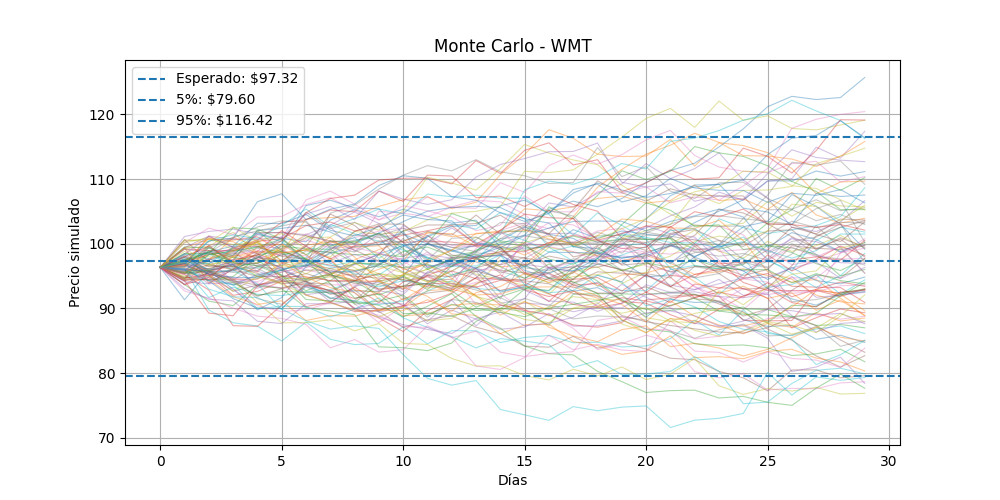 Monte Carlo - WMT
Esperado: $97.32
5%: $79.60
95%: $116.42
Precio simulado
120
110
100
90
80
70
0 5 10 15 20 25 30
Días